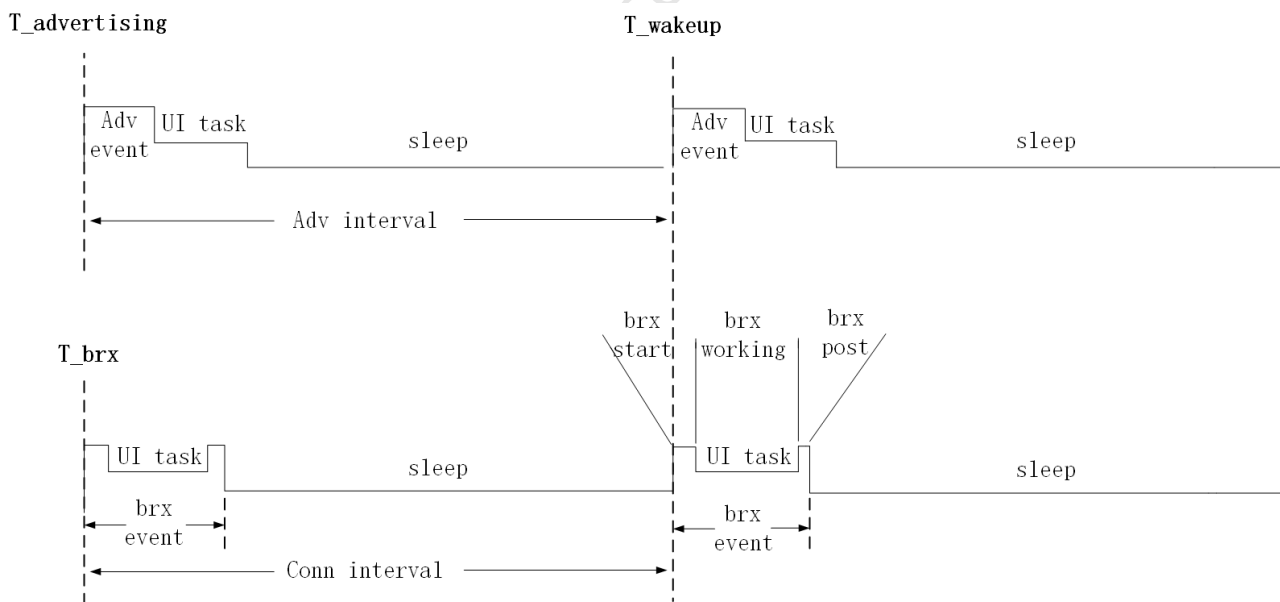 T_advertising
T_wakeup
Adv
event
UI task
sleep
Adv
event
UI task
sleep
Adv interval
brx
start
brx
working
brx
post
T_brx
UI task
sleep
UI task
sleep
brx
event
brx
event
Conn interval